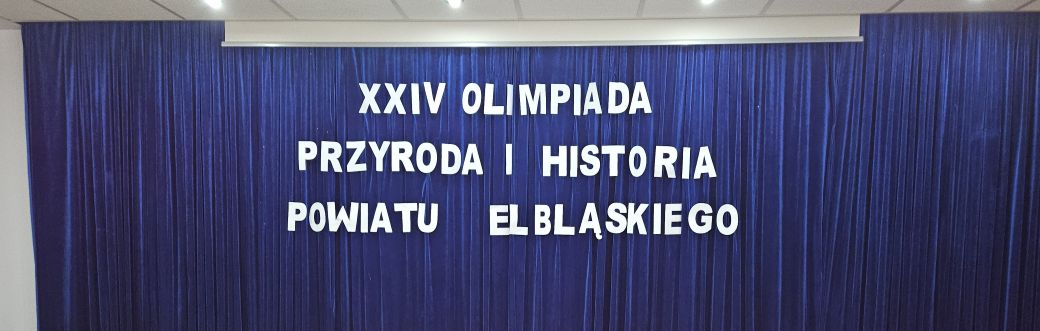 XXIV OLIMPIADA
PRZYRODA I HISTORIA
POWIATU ELBLĄSKIEGO